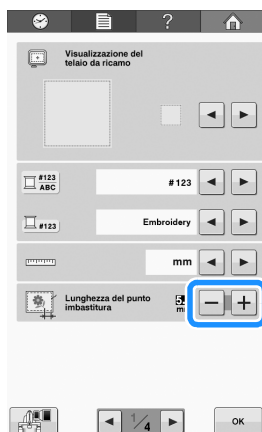 ?
Visualizzazione del
telaio da ricamo
#123
ABC
#123
#123
Embroidery
mm
Lunghezza del punto
imbastitura
1/4
OK